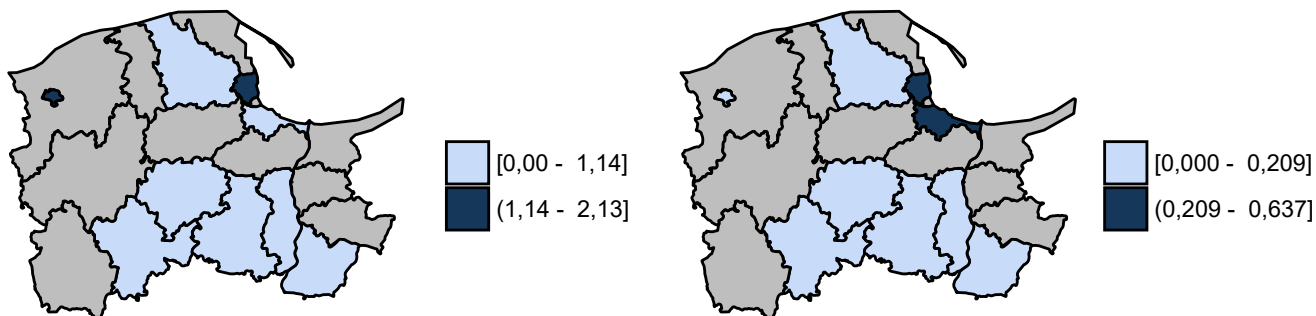 [0,00 - 1,14]
(1,14 - 2,13]
[0,000 - 0,209]
(0,209 - 0,637]